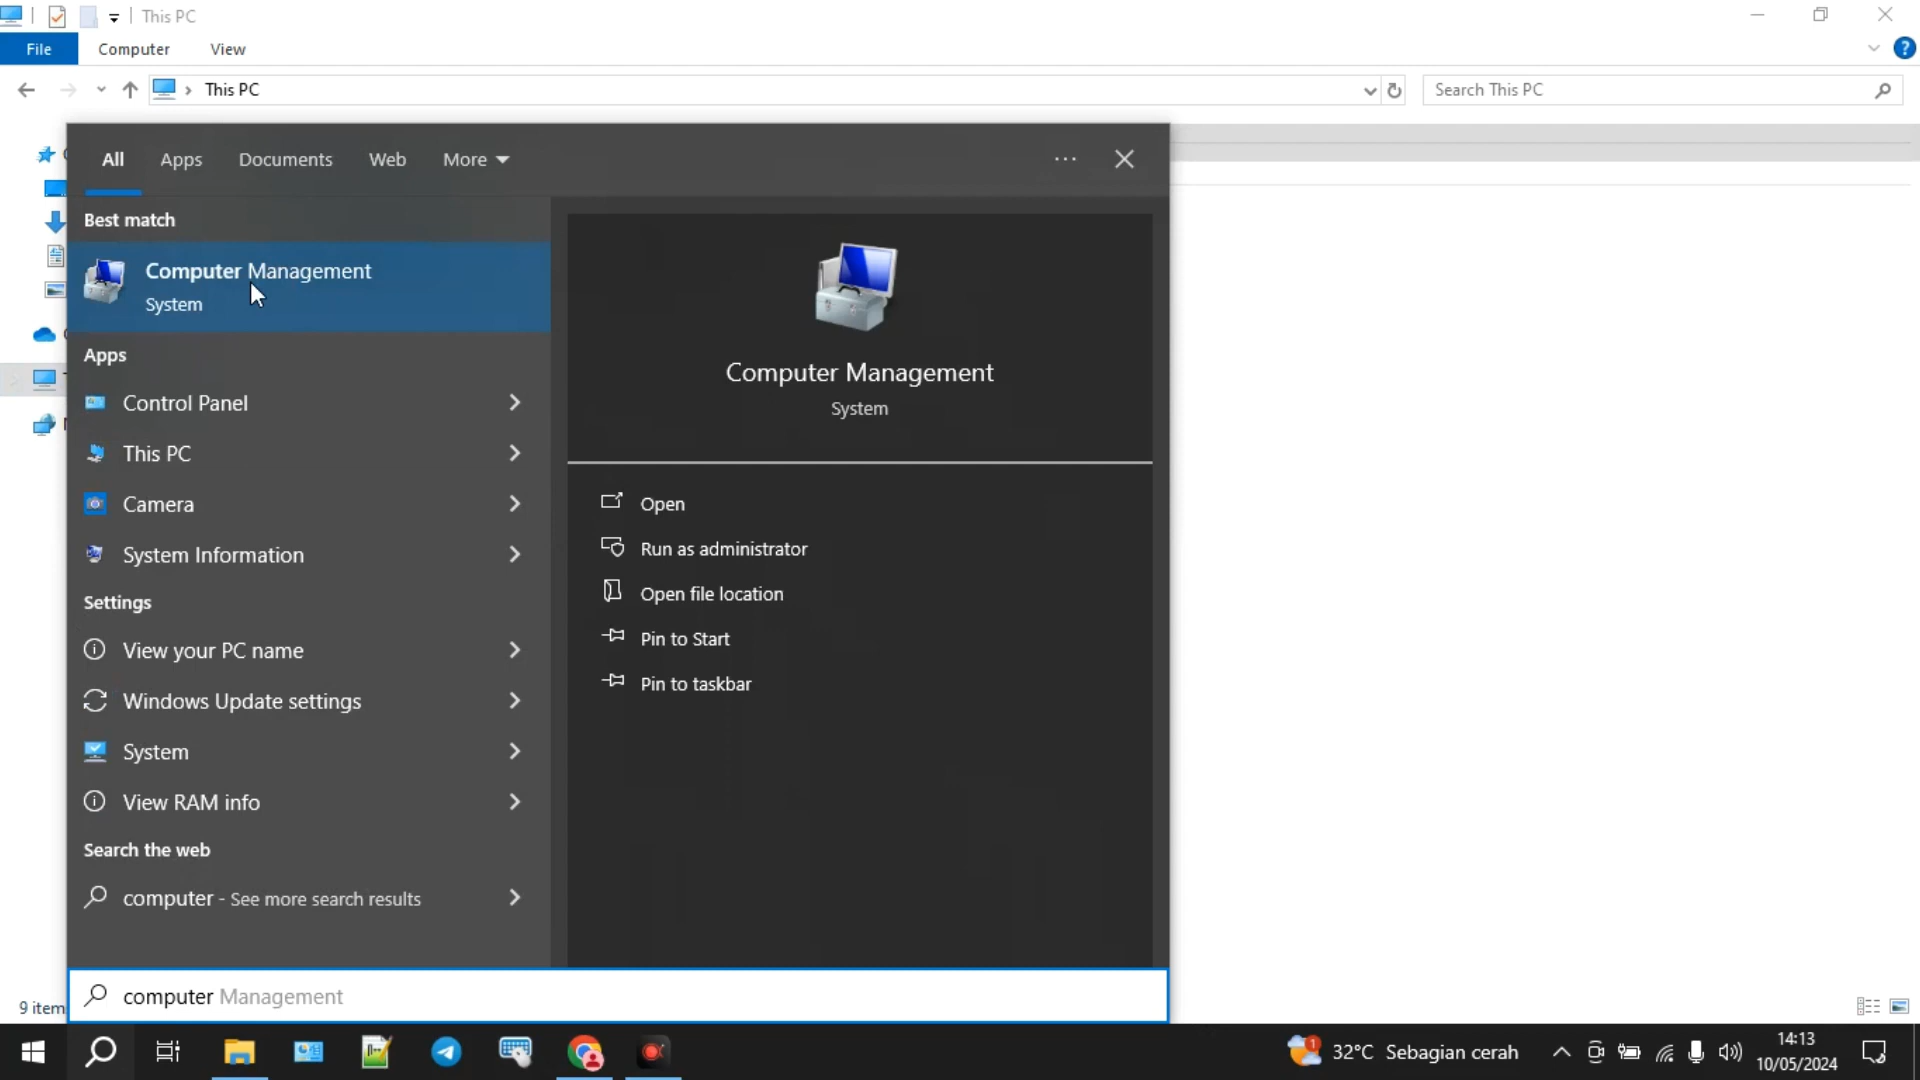 This PC
File
Computer
View
This PC
Search This PC
All
Apps
Documents
Web
More
Best match
Computer Management
System
Apps
Control Panel
This PC
Camera
System Information
Settings
View your PC name
Windows Update settings
System
View RAM info
Search the web
computer - See more search results
Computer Management
System
Open
Run as administrator
Open file location
Pin to Start
Pin to taskbar
computer Management
9 item
1
32°C Sebagian cerah
14:13
10/05/2024